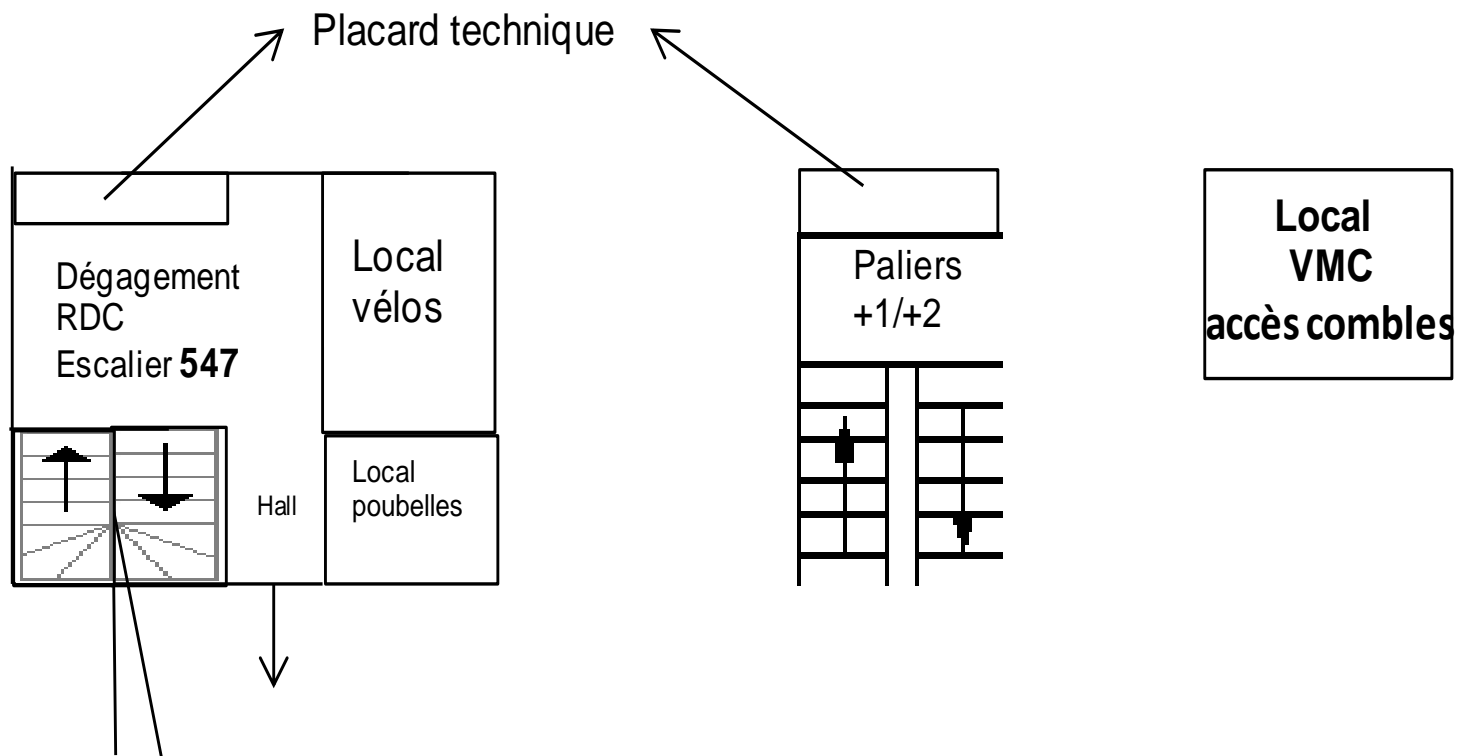 Placard technique
Dégagement
RDC
Escalier 547
Local
vélos
Hall
Local
poubelles
Paliers
+1/+2
Local
VMC
accès combles